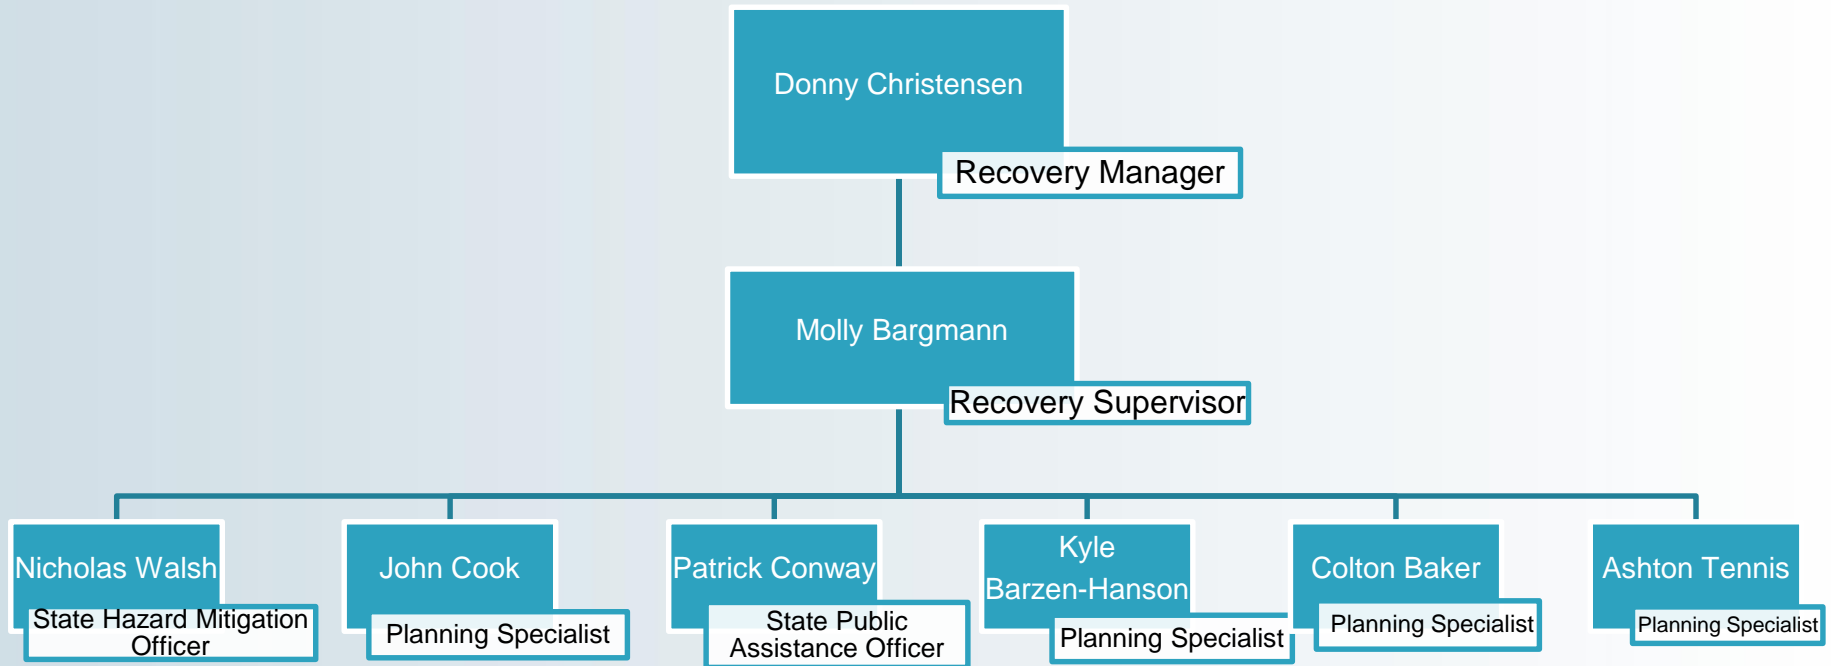 Donny Christensen
Recovery Manager
Molly Bargmann
Recovery Supervisor
Nicholas Walsh
State Hazard Mitigation
Officer
John Cook
Planning Specialist
Patrick Conway
State Public
Assistance Officer
Kyle
Barzen-Hanson
Planning Specialist
Colton Baker
Planning Specialist
Ashton Tennis
Planning Specialist